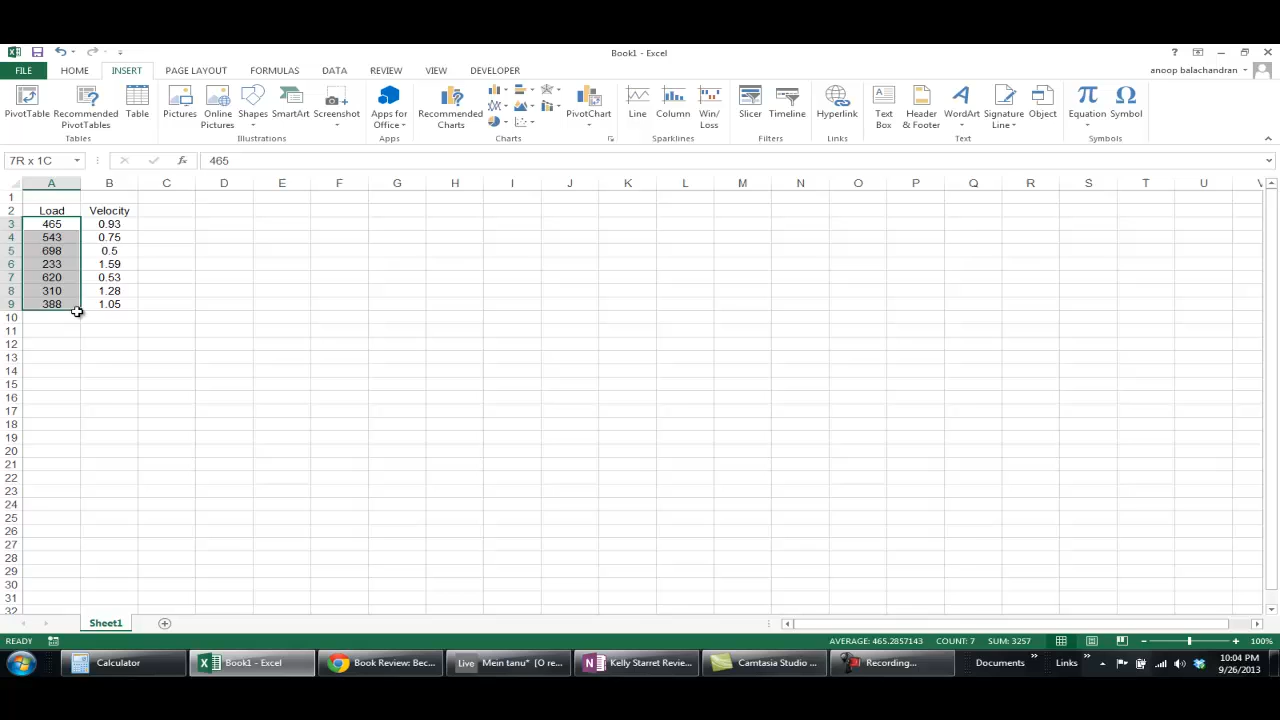 Book1 - Excel
?
FILE HOME INSERT PAGE LAYOUT FORMULAS DATA REVIEW VIEW DEVELOPER
anoop balachandran
PivotTable Recommended PivotTables Table
Pictures Online Pictures Shapes SmartArt Screenshot
Apps for Office
Recommended Charts
PivotChart
Line Column Win/ Loss
Slicer Timeline
Hyperlink
Text Box Header & Footer WordArt Signature Line Object
Equation Symbol
Tables Illustrations Apps Charts Sparklines Filters Links Text Symbols
7R x 1C fx 465
A B C D E F G H I J K L M N O P Q R S T U V
1
2 Load Velocity
3 465 0.93
4 543 0.75
5 698 0.5
6 233 1.59
7 620 0.53
8 310 1.28
9 388 1.05
10
11
12
13
14
15
16
17
18
19
20
21
22
23
24
25
26
27
28
29
30
31
32
Sheet1
READY AVERAGE: 465.2857143 COUNT: 7 SUM: 3257 100%
Calculator Book1 - Excel Book Review: Bec... Live Mein tanu* [O re... Kelly Starret Revie... Camtasia Studio ... Recording... Documents » Links »
10:04 PM
9/26/2013